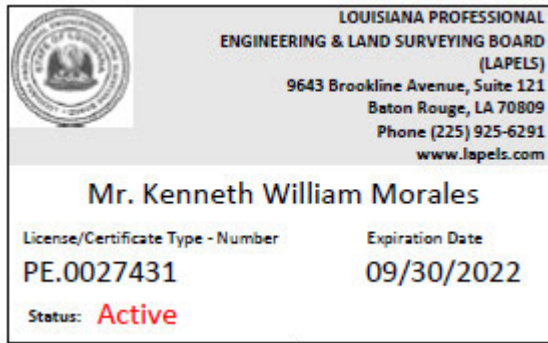 LOUISIANA PROFESSIONAL
ENGINEERING & LAND SURVEYING BOARD
(LAPELS)
9643 Brookline Avenue, Suite 121
Baton Rouge, LA 70809
Phone (225) 925-6291
www.lapels.com
Mr. Kenneth William Morales
License/Certificate Type - Number Expiration Date
PE.0027431 09/30/2022
Status: Active